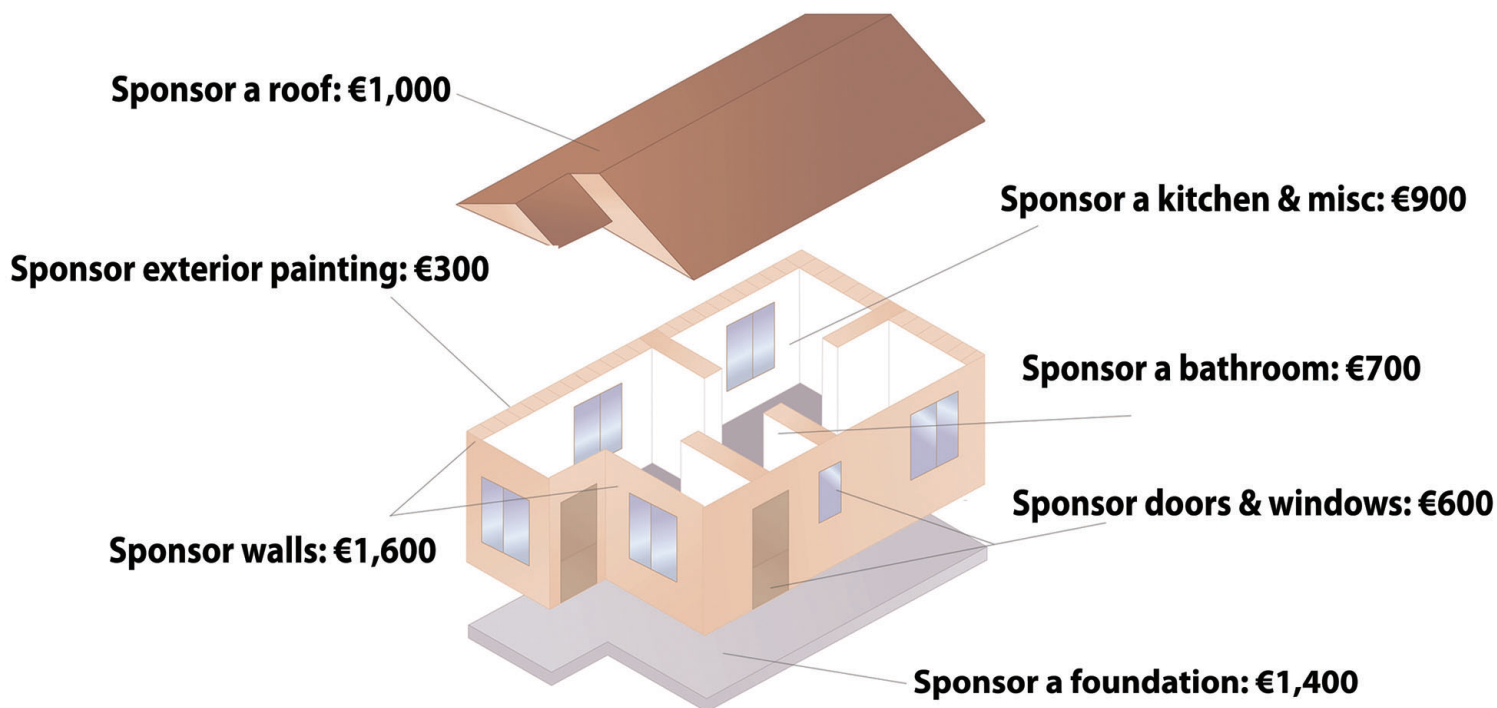 Sponsor a roof: €1,000
Sponsor a kitchen & misc: €900
Sponsor exterior painting: €300
Sponsor a bathroom: €700
Sponsor doors & windows: €600
Sponsor walls: €1,600
Sponsor a foundation: €1,400